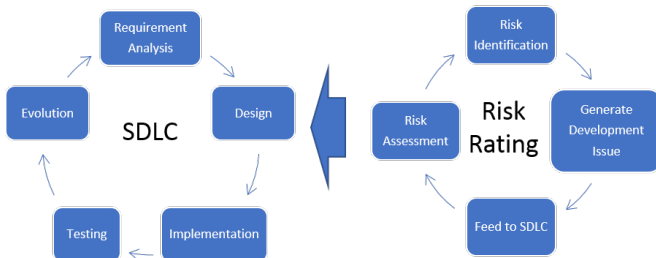 Requirement
Analysis
Evolution
SDLC
Design
Testing
Implementation
Risk
Identification
Risk
Assessment
Risk
Rating
Generate
Development
Issue
Feed to SDLC